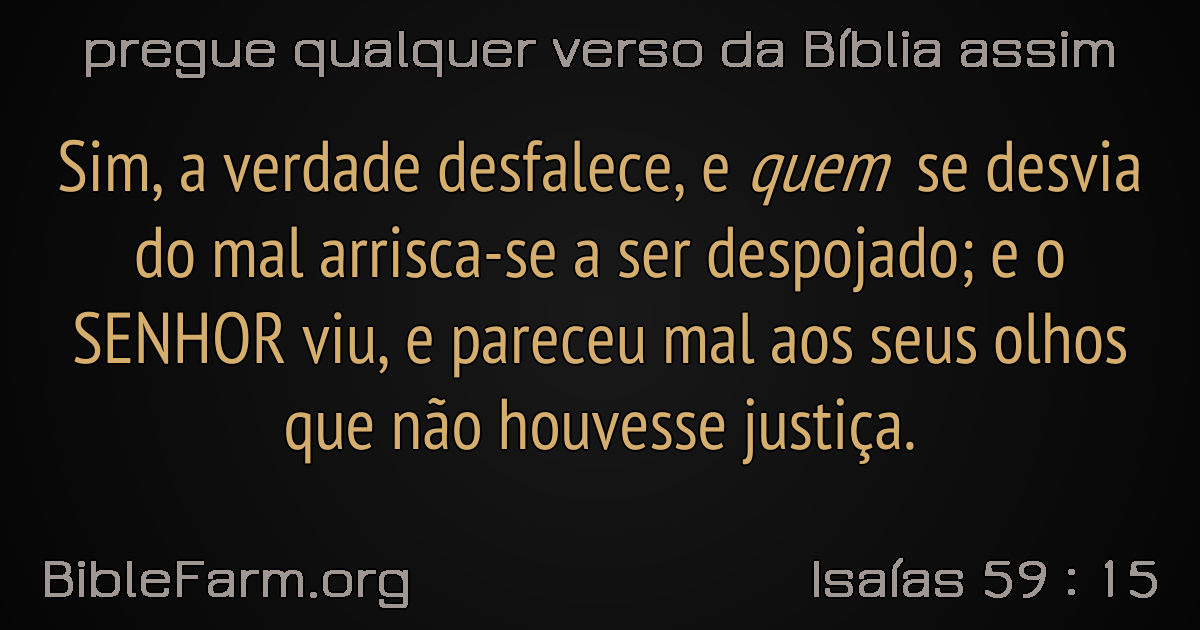 pregue qualquer verso da Bíblia assim
Sim, a verdade desfalece, e quem se desvia
do mal arrisca-se a ser despojado; e o
SENHOR viu, e pareceu mal aos seus olhos
que não houvesse justiça.
BibleFarm.org
Isaías 59 : 15